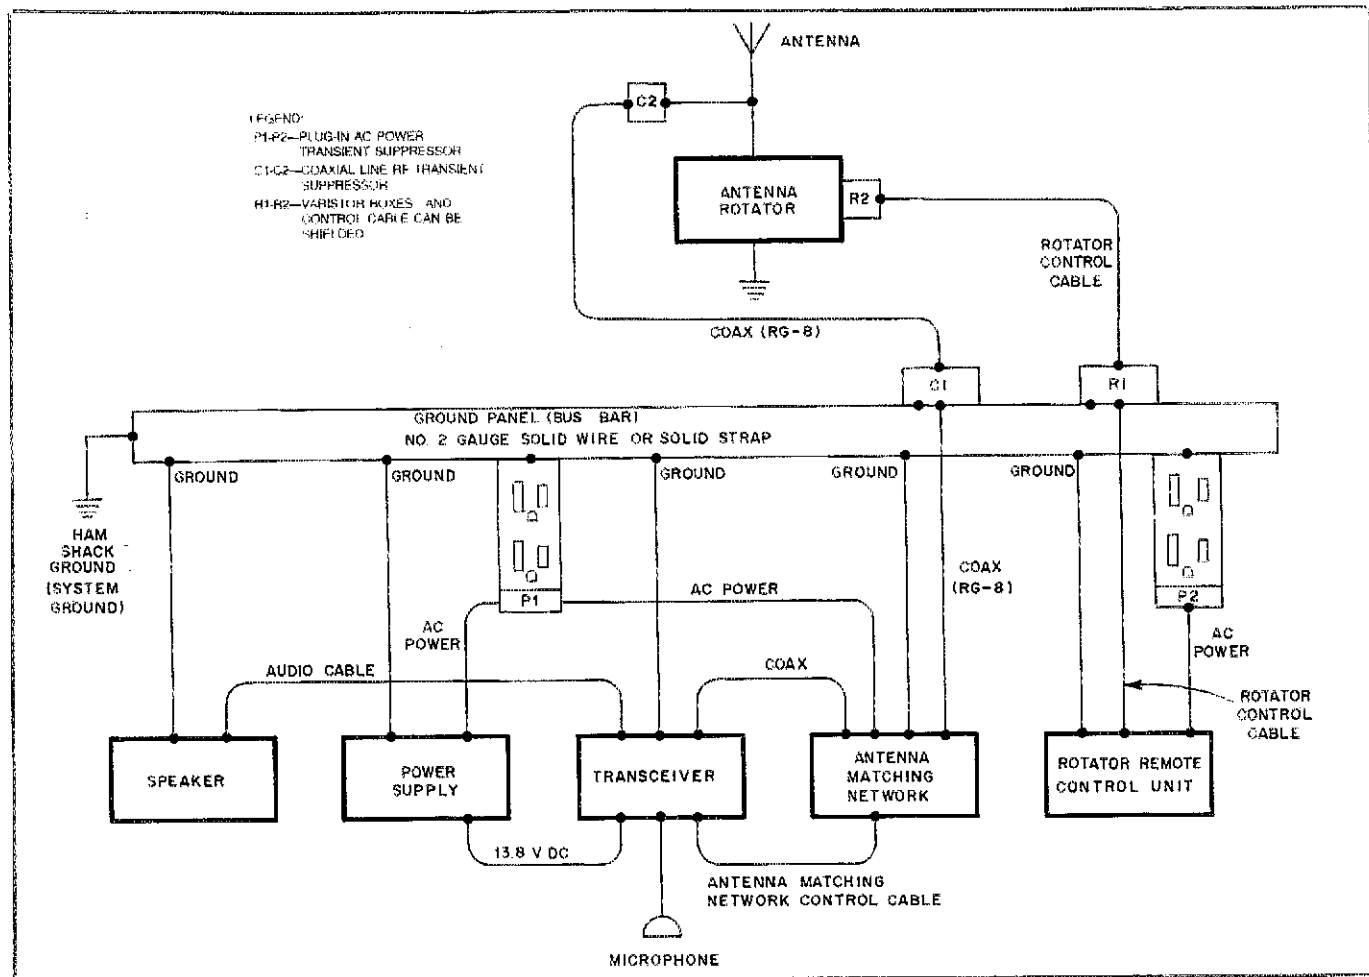 ANTENNA
C2
LEGEND:
P1-P2—PLUG-IN AC POWER
TRANSIENT SUPPRESSOR
C1-C2—COAXIAL LINE RF TRANSIENT
SUPPRESSOR
R1-R2—VARISTOR BOXES AND
CONTROL CABLE CAN BE
SHIELDED
ANTENNA
ROTATOR
R2
ROTATOR
CONTROL
CABLE
COAX (RG-8)
C1
R1
GROUND PANEL (BUS BAR)
NO. 2 GAUGE SOLID WIRE OR SOLID STRAP
GROUND
GROUND
GROUND
GROUND
GROUND
HAM
SHACK
GROUND
(SYSTEM
GROUND)
P1
AC POWER
COAX
(RG-8)
P2
AC
POWER
AC
POWER
AUDIO CABLE
COAX
ROTATOR
CONTROL
CABLE
SPEAKER
POWER
SUPPLY
TRANSCEIVER
ANTENNA
MATCHING
NETWORK
ROTATOR REMOTE
CONTROL UNIT
13.8 V DC
ANTENNA MATCHING
NETWORK CONTROL CABLE
MICROPHONE